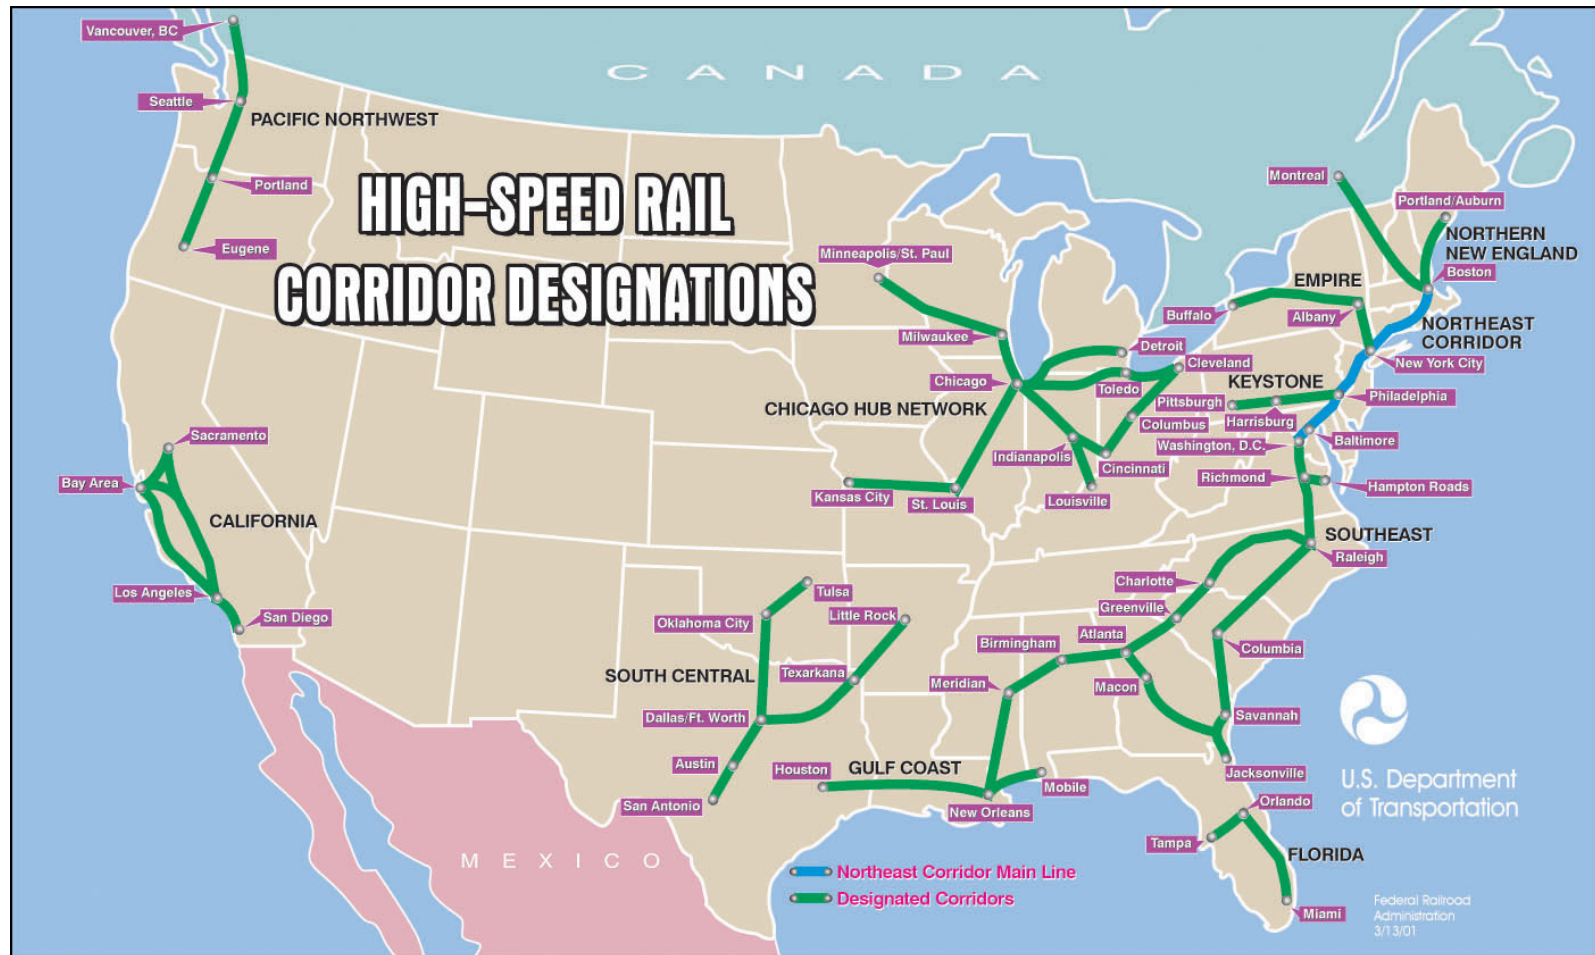 CANADA
Vancouver, BC
Seattle
PACIFIC NORTHWEST
Portland
Eugene
HIGH-SPEED RAIL
CORRIDOR DESIGNATIONS
Minneapolis/St. Paul
Milwaukee
Chicago
CHICAGO HUB NETWORK
Detroit
Cleveland
Toledo
Columbus
Indianapolis
Cincinnati
Louisville
Kansas City
St. Louis
Montreal
Portland/Auburn
NORTHERN
NEW ENGLAND
Boston
EMPIRE
Buffalo
Albany
NORTHEAST
CORRIDOR
New York City
KEYSTONE
Pittsburgh
Harrisburg
Philadelphia
Washington, D.C.
Baltimore
Richmond
Hampton Roads
SOUTHEAST
Raleigh
Charlotte
Greenville
Atlanta
Birmingham
Columbia
Macon
Meridian
Savannah
Jacksonville
Sacramento
Bay Area
CALIFORNIA
Los Angeles
San Diego
Tulsa
Oklahoma City
Little Rock
SOUTH CENTRAL
Texarkana
Dallas/Ft. Worth
Austin
San Antonio
Houston
GULF COAST
New Orleans
Mobile
Orlando
Tampa
FLORIDA
Miami
MEXICO
Northeast Corridor Main Line
Designated Corridors
U.S. Department
of Transportation
Federal Railroad
Administration
3/13/01